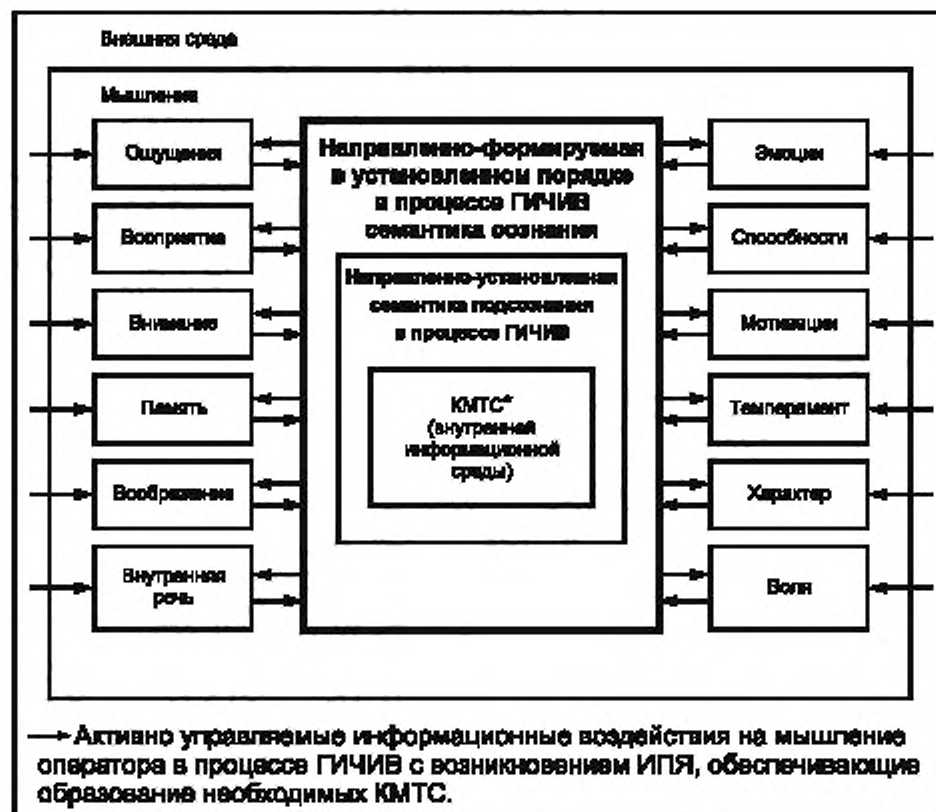 Внешняя среда
Мышление
Ощущения
Восприятие
Внимание
Память
Воображение
Внутренняя
речь
Направленно-формируемая
в установленном порядке
в процессе ГИЧИВ
семантика сознания
Направленно-установленная
семантика подсознания
в процессе ГИЧИВ
КМТС*
(внутренней
информационной
среды)
Эмоции
Способности
Мотивации
Темперамент
Характер
Воля
Активно управляемые информационные воздействия на мышление
оператора в процессе ГИЧИВ с возникновением ИПЯ, обеспечивающие
образование необходимых КМТС.